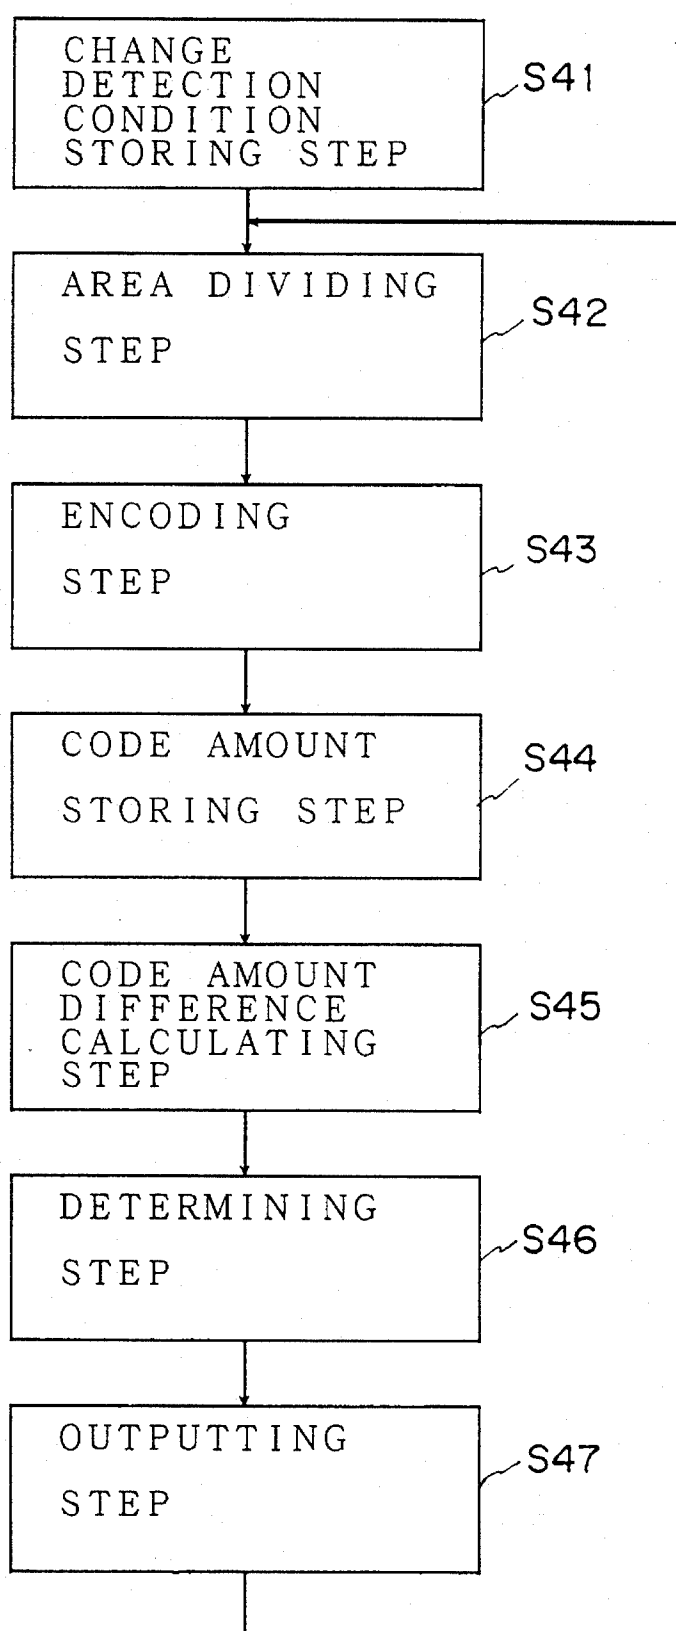 CHANGE
DETECTION
CONDITION
STORING STEP
S41
AREA DIVIDING
STEP
S42
ENCODING
STEP
S43
CODE AMOUNT
STORING STEP
S44
CODE AMOUNT
DIFFERENCE
CALCULATING
STEP
S45
DETERMINING
STEP
S46
OUTPUTTING
STEP
S47